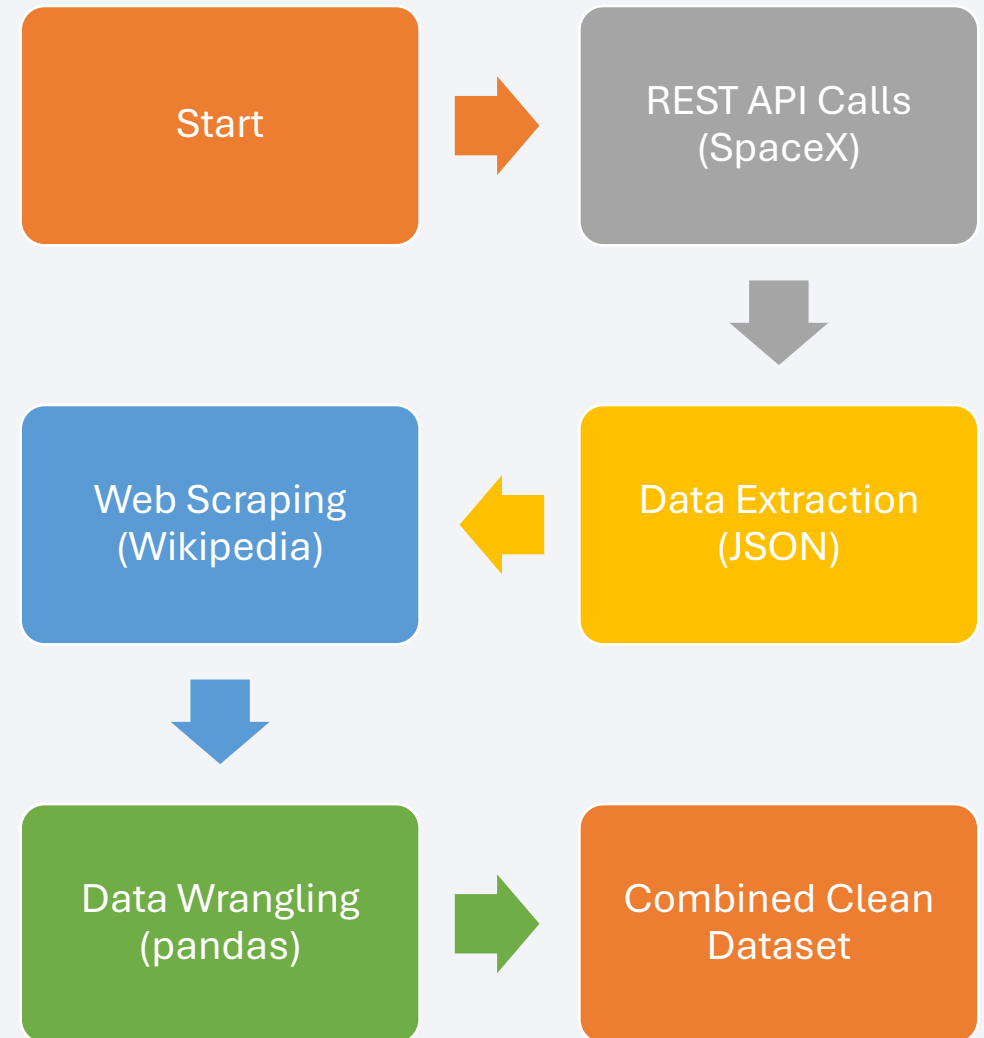 Start
REST API Calls
(SpaceX)
Data Extraction
(JSON)
Web Scraping
(Wikipedia)
Data Wrangling
(pandas)
Combined Clean
Dataset